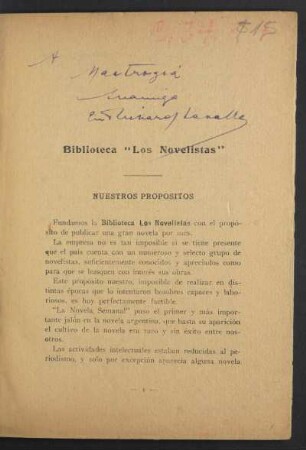 $15
A
Biblioteca "Los Novelistas"
NUESTROS PROPOSITOS
Fundamos la Biblioteca Los Novelistas con el propó-
sito de publicar una gran novela por mes.
La empresa no es tan imposible si se tiene presente
que el país cuenta con un numeroso y selecto grupo de
novelistas, suficientemente conocidos y apreciados como
para que se busquen con interés sus obras.
Este propósito nuestro, imposible de realizar en dis-
tintas épocas que lo intentaron hombres capaces y labo-
riosos, es hoy perfectamente factible.
"La Novela Semanal" puso el primer y más impor-
tante jalón en la novela argentina, que hasta su aparición
el cultivo de la novela era raro y sin éxito entre nos-
otros.
Las actividades intelectuales estaban reducidas al pe-
riodismo, y sólo por excepción aparecía alguna novela